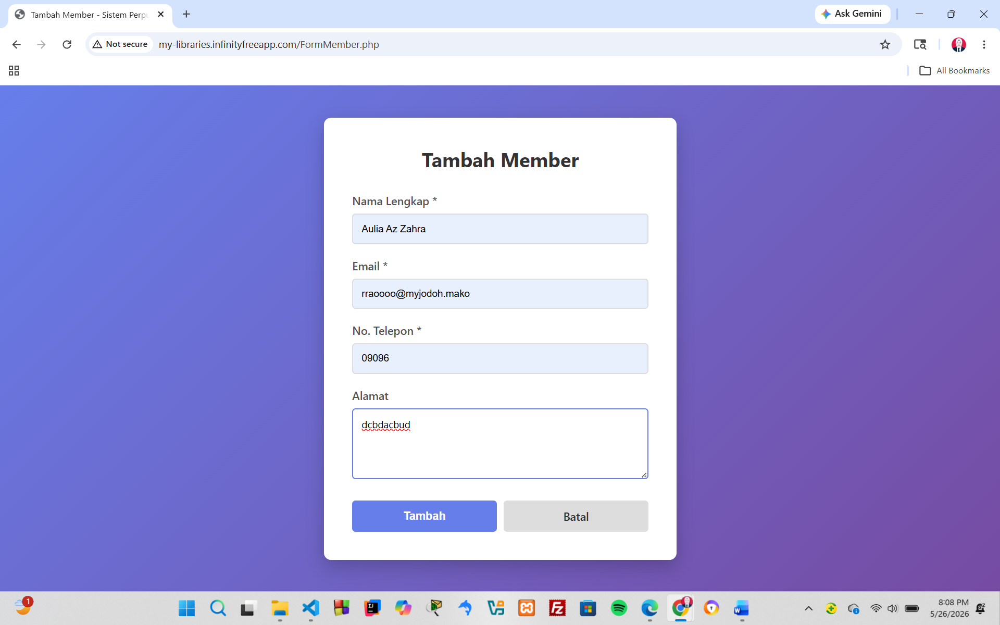 Tambah Member - Sistem Perpu
Ask Gemini
Not secure
my-libraries.infinityfreeapp.com/FormMember.php
All Bookmarks
Tambah Member
Nama Lengkap *
Aulia Az Zahra
Email *
rraoooo@myjodoh.mako
No. Telepon *
09096
Alamat
dcbdacbud
Tambah
Batal
1
8:08 PM
5/26/2026